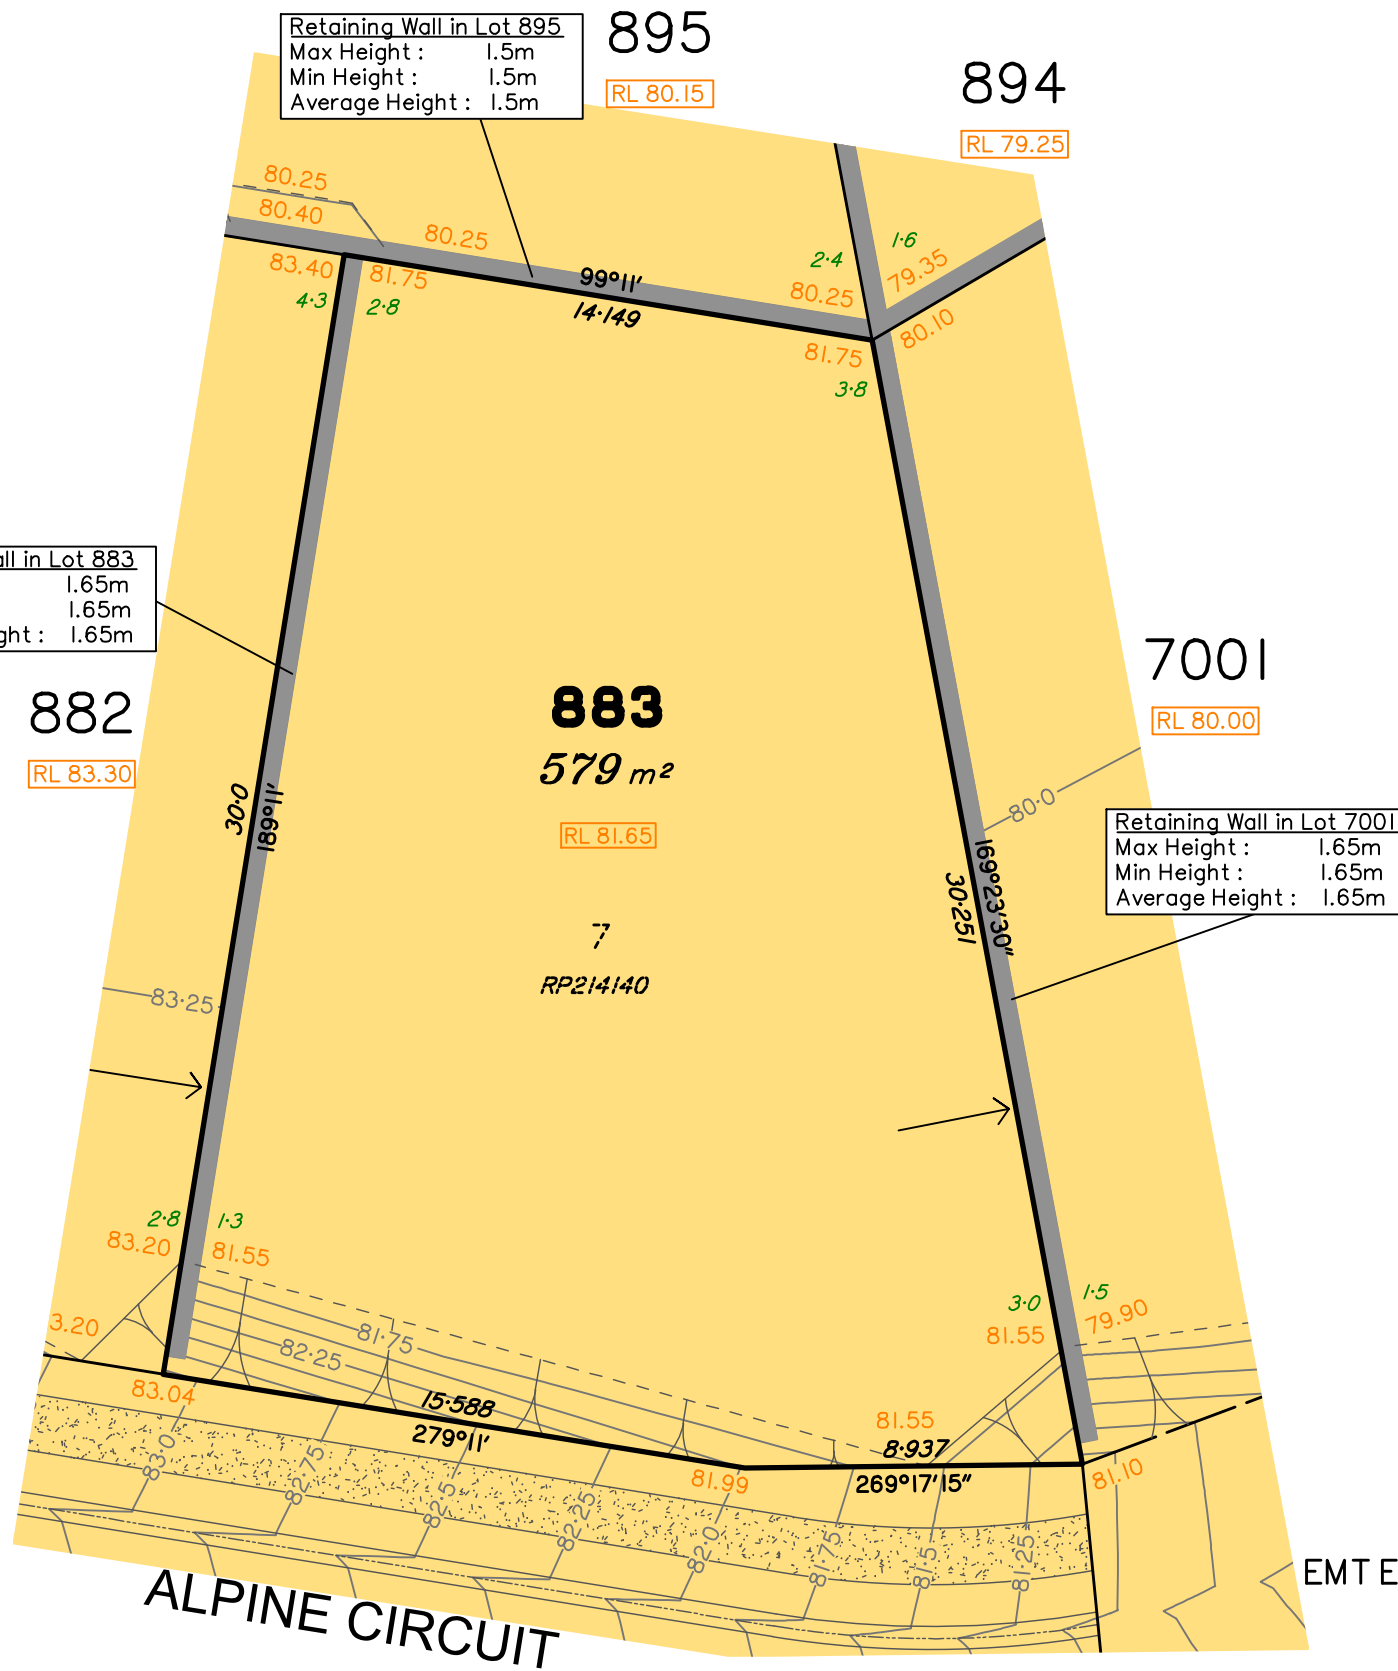 Retaining Wall in Lot 895
Max Height : 1.5m
Min Height : 1.5m
Average Height : 1.5m
895
RL 80.15
894
RL 79.25
80.25
80.40
80.25
83.40
81.75
4·3
2·8
99°11'
14·149
2·4
1·6
80.25
79.35
80.10
81.75
3·8
all in Lot 883
1.65m
1.65m
ght : 1.65m
882
RL 83.30
883
579 m²
RL 81.65
7
RP214140
7001
RL 80.00
80·0
Retaining Wall in Lot 7001
Max Height : 1.65m
Min Height : 1.65m
Average Height : 1.65m
30·0
189°11'
169°23'30"
30·251
83·25
2·8
1·3
83.20
81.55
3.20
83.04
81·75
82·25
15·588
279°11'
3·0
1·5
81.55
79.90
81.55
8·937
269°17'15"
81.99
81.10
83·0
82·75
82·5
82·25
82·0
81·75
81·5
81·25
EMT E
ALPINE CIRCUIT